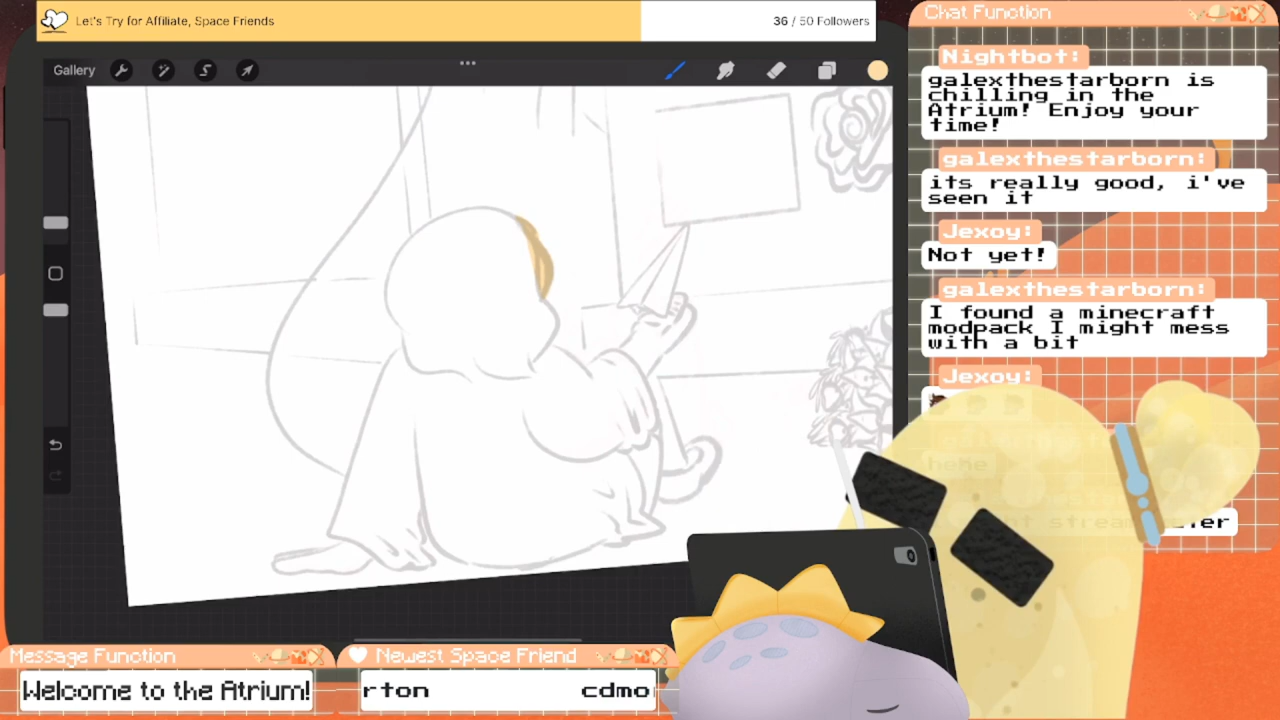 Let's Try for Affiliate, Space Friends
36 / 50 Followers
Gallery
Chat Function
Nightbot:
galexthestarborn is
chilling in the
Atrium! Enjoy your
time!
galexthestarborn:
its really good, i've
seen it
Jexoy:
Not yet!
galexthestarborn:
I found a minecraft
modpack I might mess
with a bit
Jexoy:
hehe
Message Function
Welcome to the Atrium!
Newest Space Friend
rton cdmo